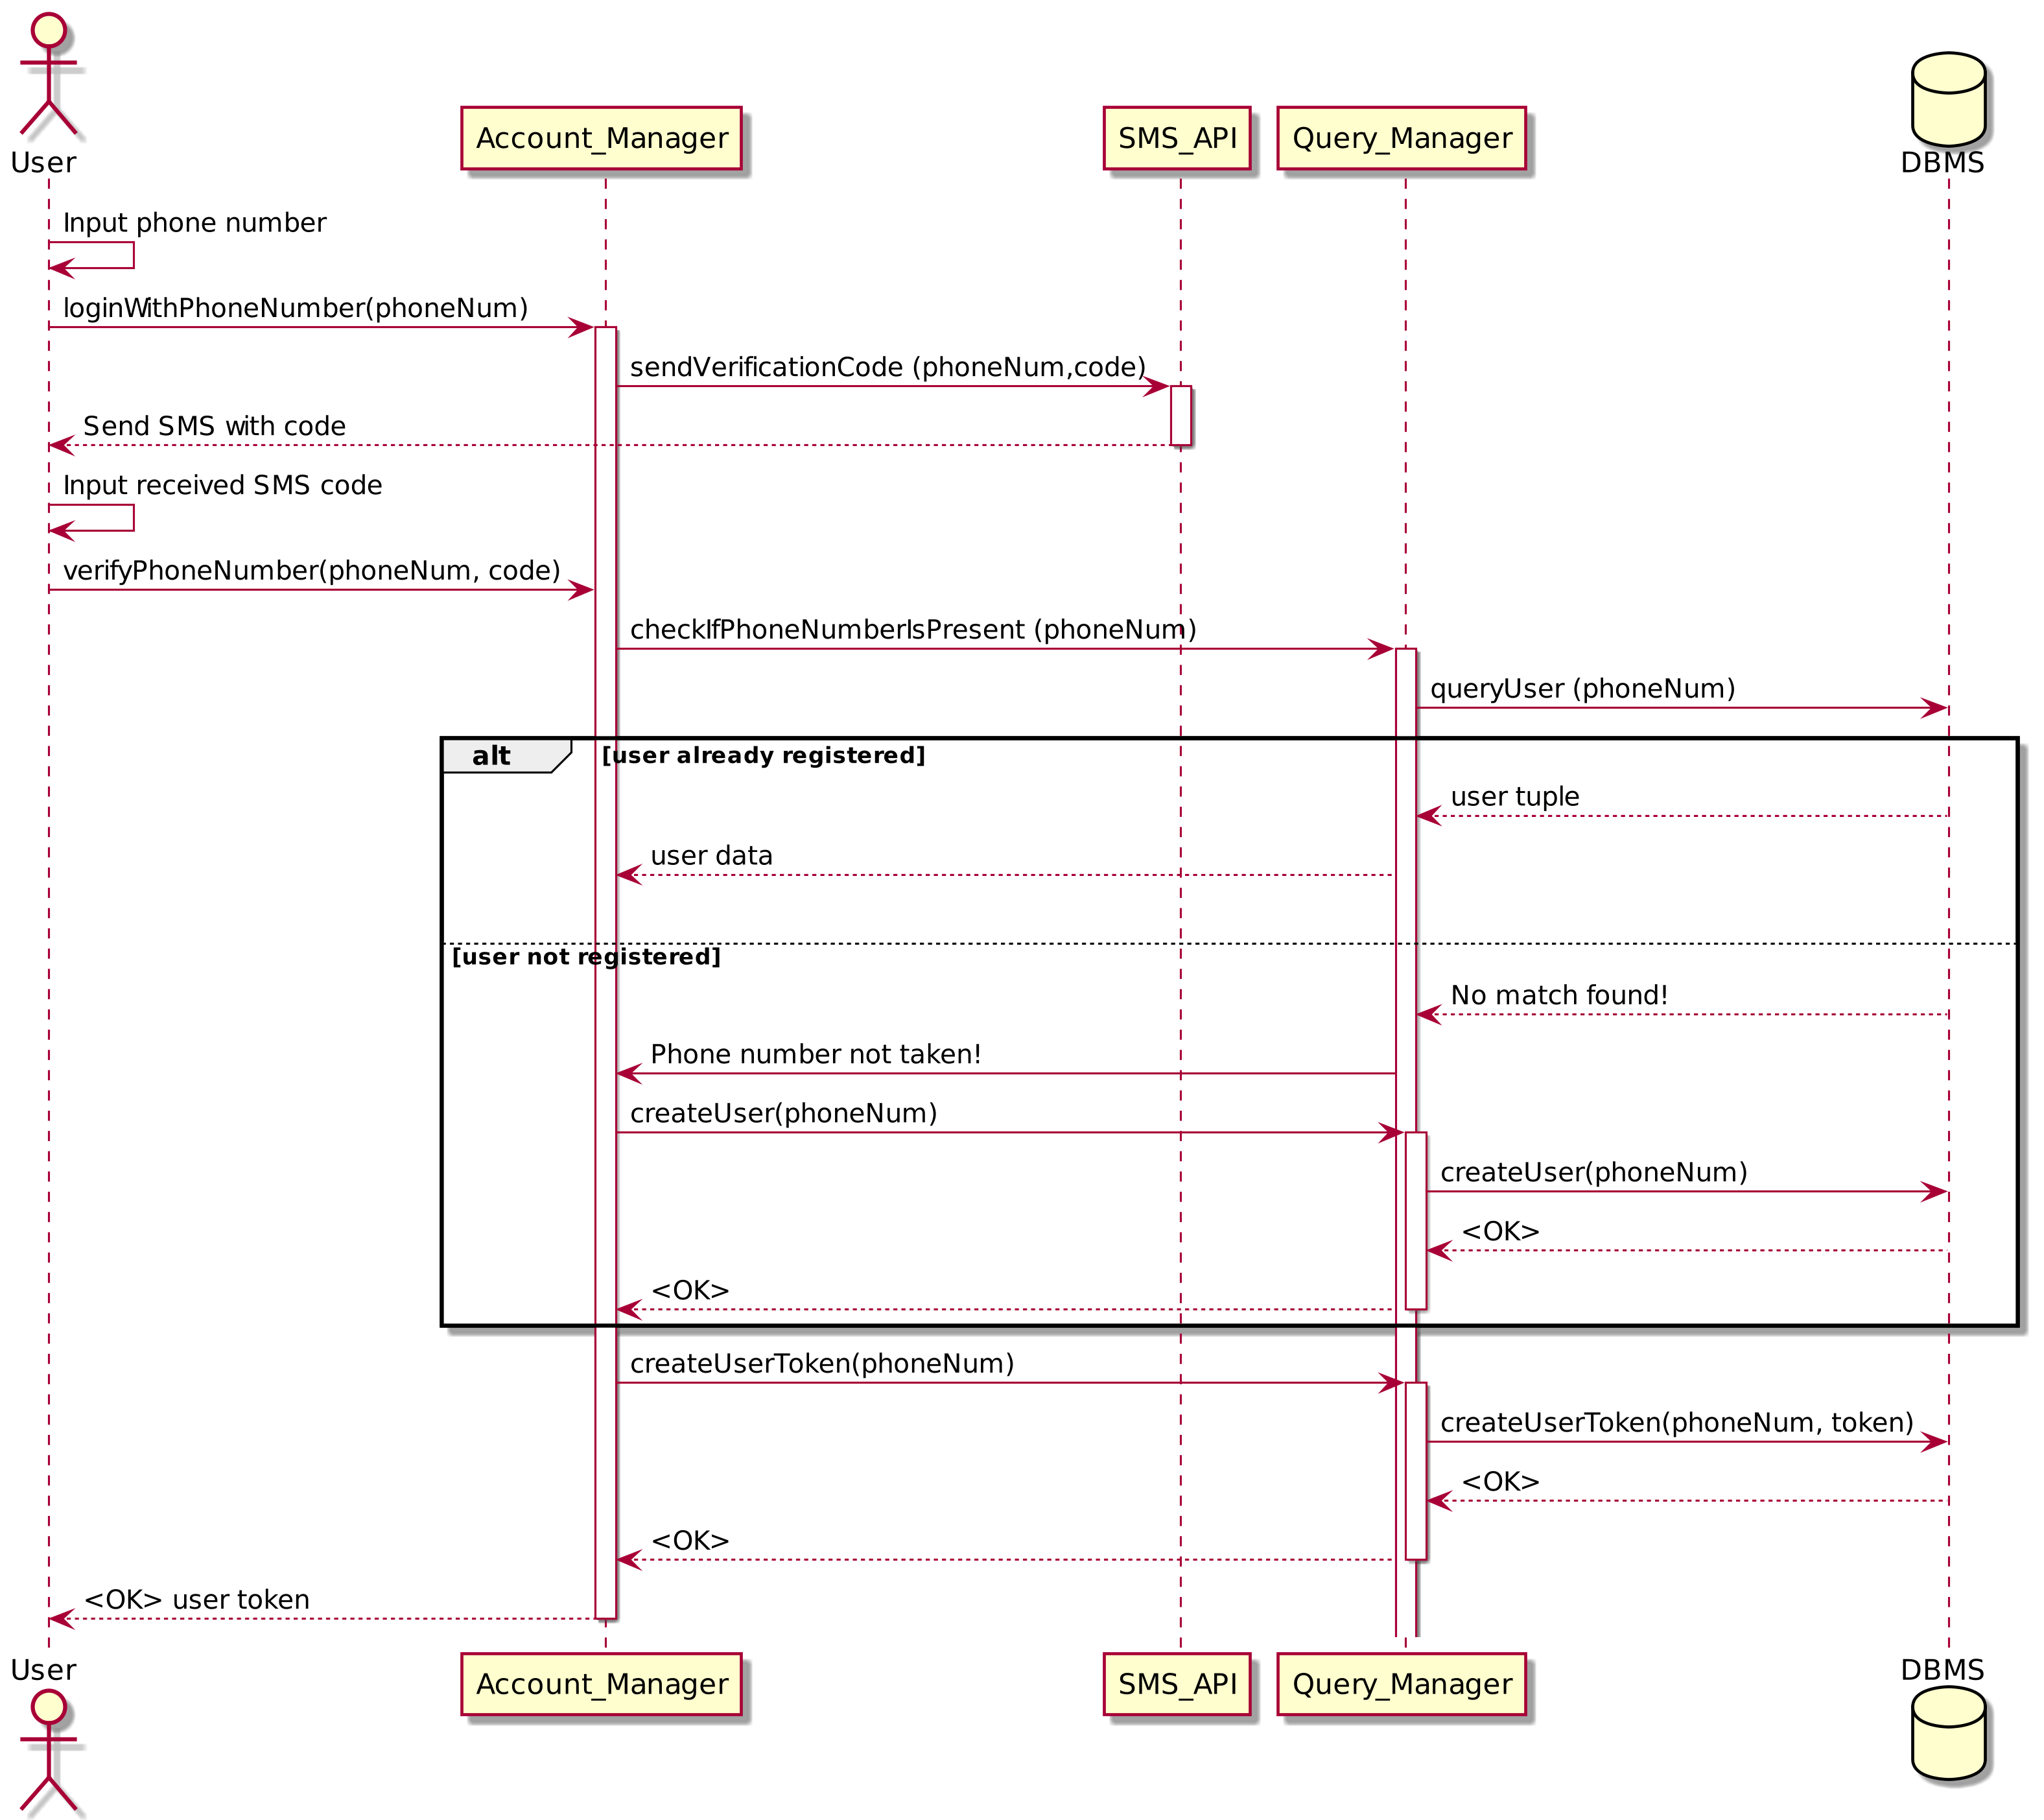 User
Account_Manager
SMS_API
Query_Manager
DBMS
Input phone number
loginWithPhoneNumber(phoneNum)
sendVerificationCode (phoneNum,code)
Send SMS with code
Input received SMS code
verifyPhoneNumber(phoneNum, code)
checkIfPhoneNumberIsPresent (phoneNum)
queryUser (phoneNum)
alt
[user already registered]
user tuple
user data
[user not registered]
No match found!
Phone number not taken!
createUser(phoneNum)
createUser(phoneNum)
<OK>
<OK>
createUserToken(phoneNum)
createUserToken(phoneNum, token)
<OK>
<OK>
<OK> user token
User
Account_Manager
SMS_API
Query_Manager
DBMS